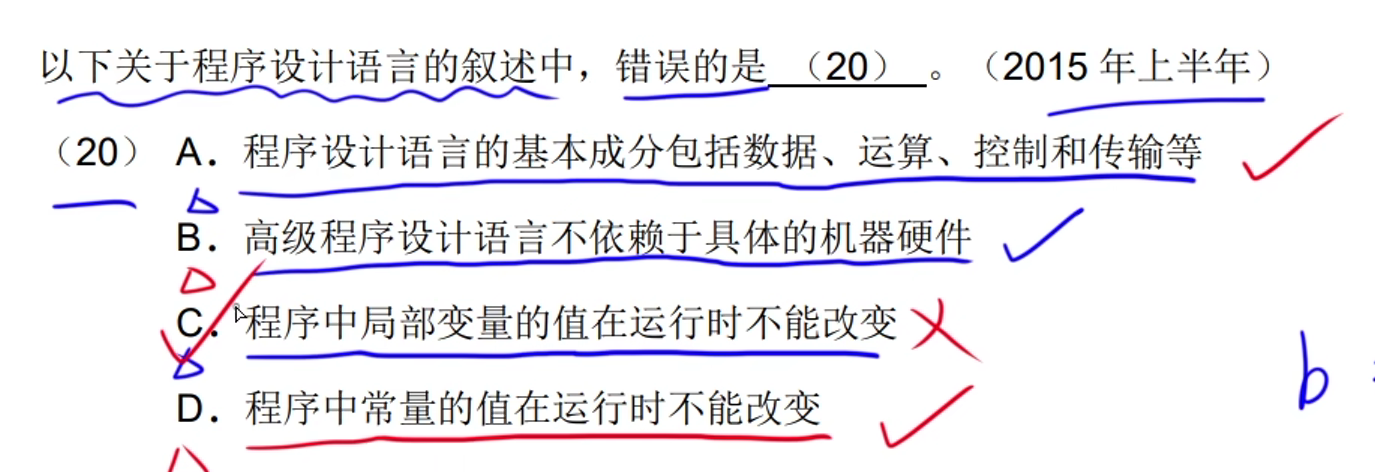 以下关于程序设计语言的叙述中，错误的是 （20） 。（2015 年上半年）
（20） A．程序设计语言的基本成分包括数据、运算、控制和传输等
B．高级程序设计语言不依赖于具体的机器硬件
C．程序中局部变量的值在运行时不能改变
D．程序中常量的值在运行时不能改变
b